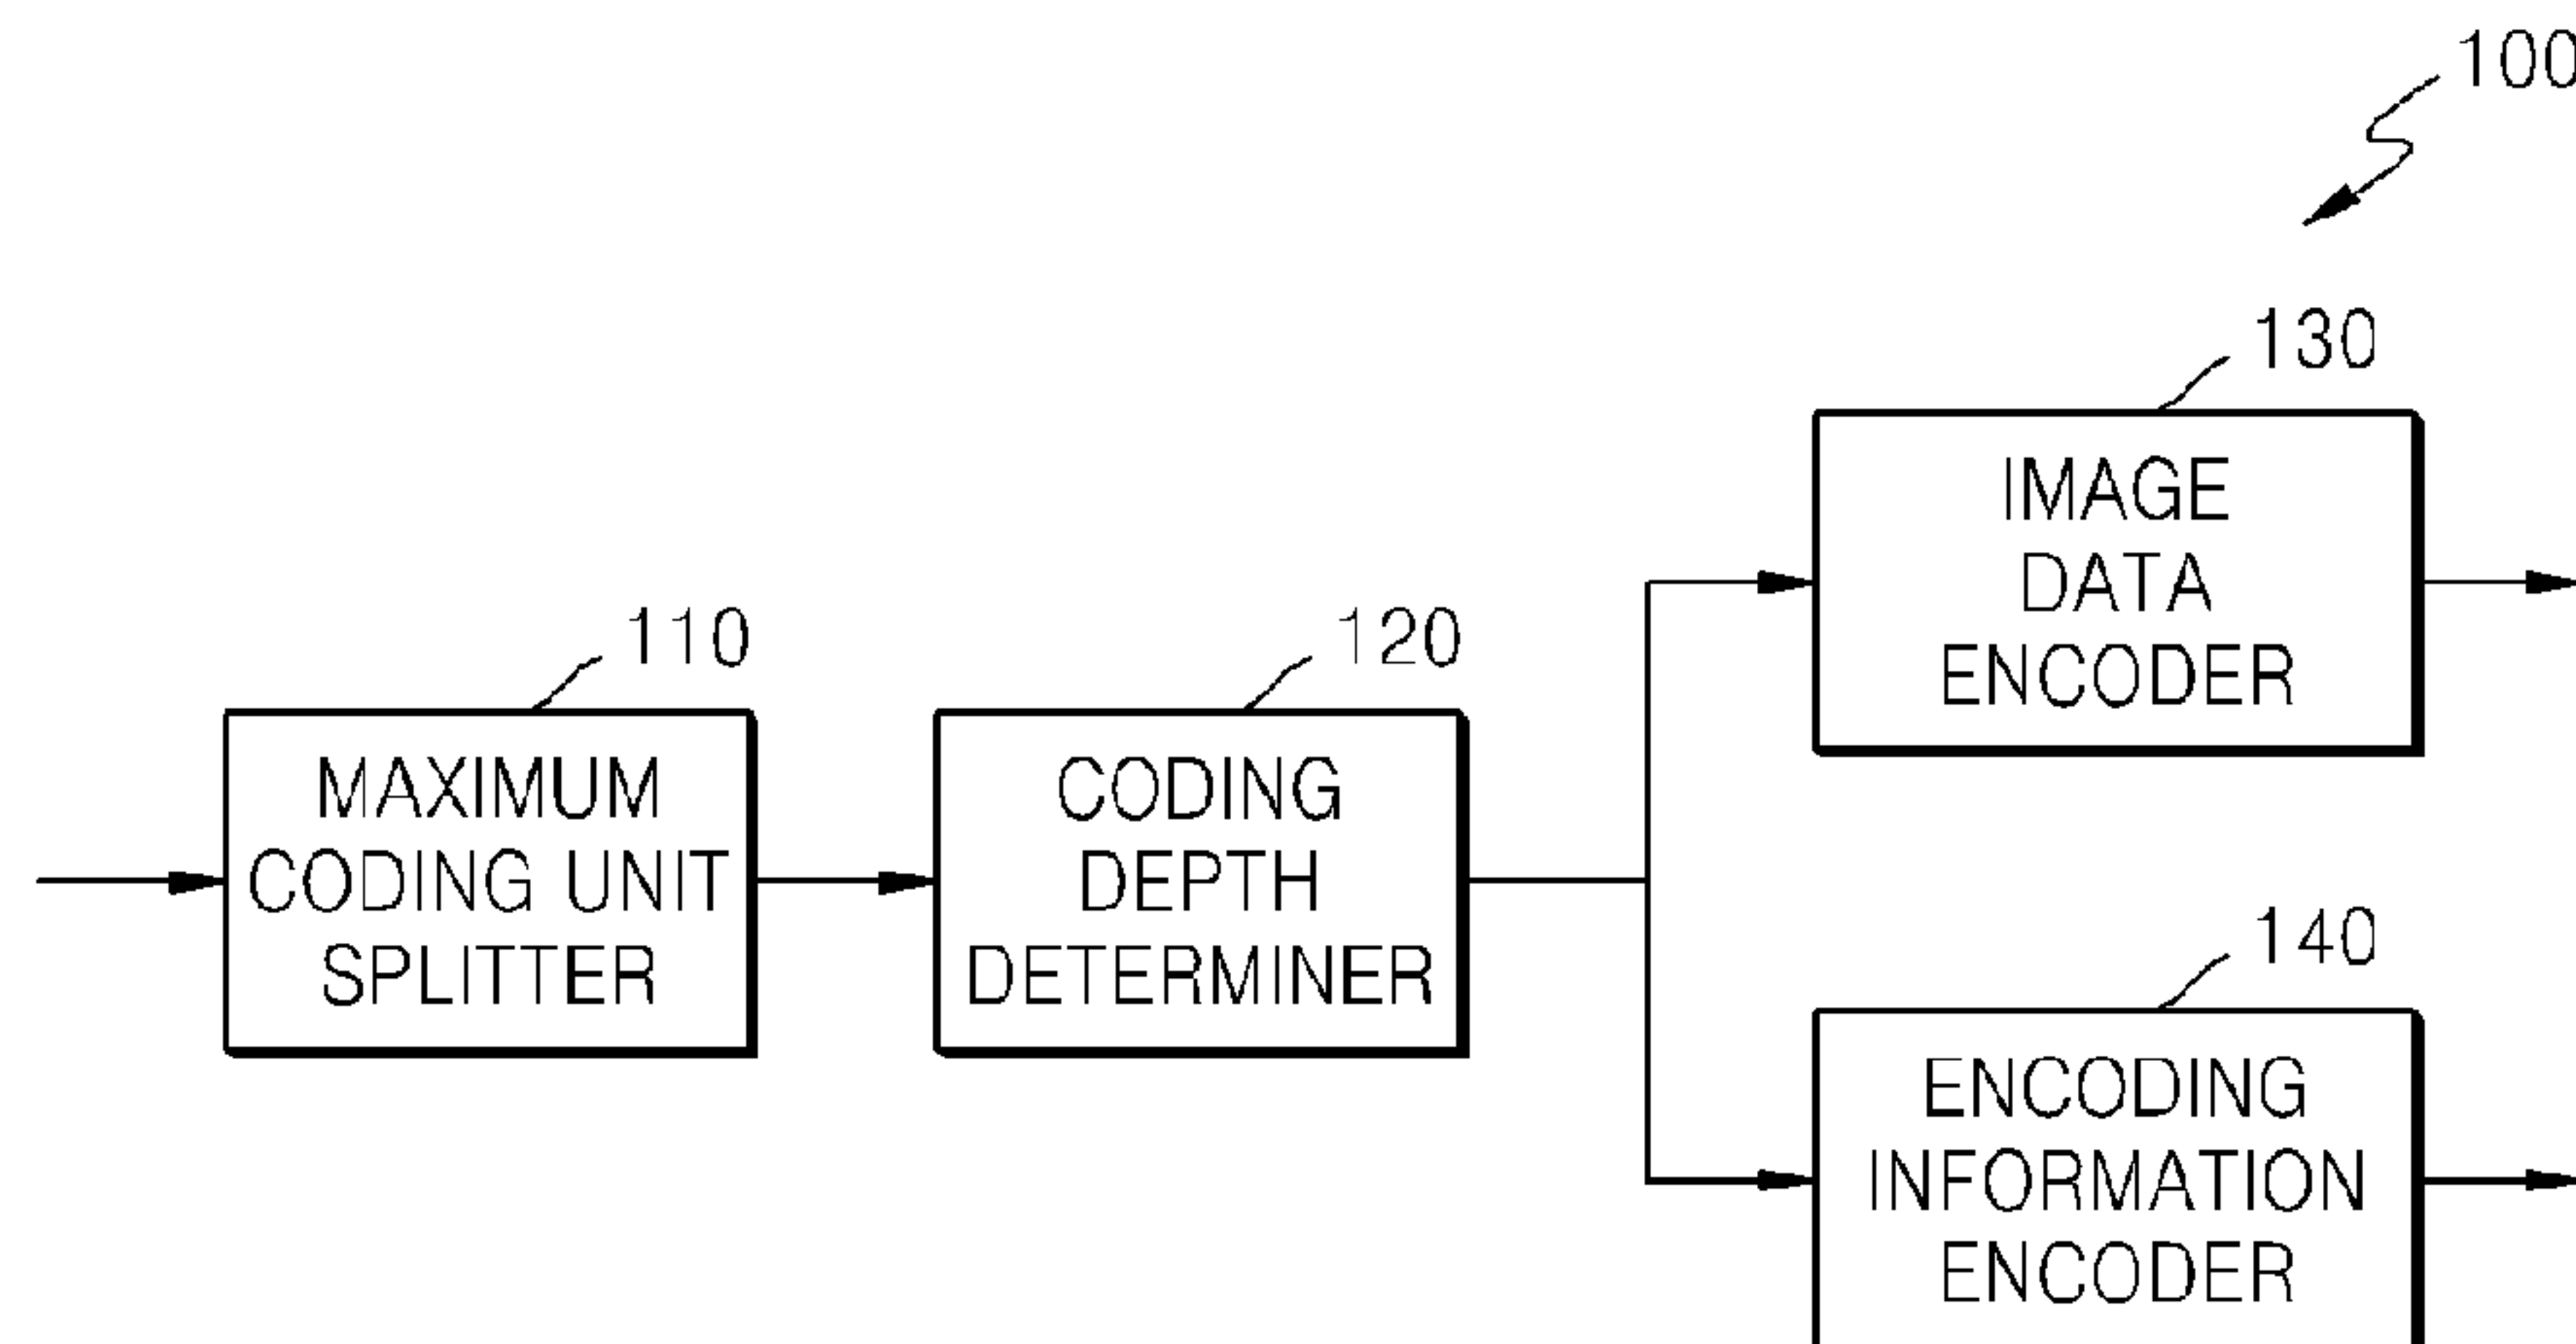 100
130
IMAGE
DATA
ENCODER
110
MAXIMUM
CODING UNIT
SPLITTER
120
CODING
DEPTH
DETERMINER
140
ENCODING
INFORMATION
ENCODER